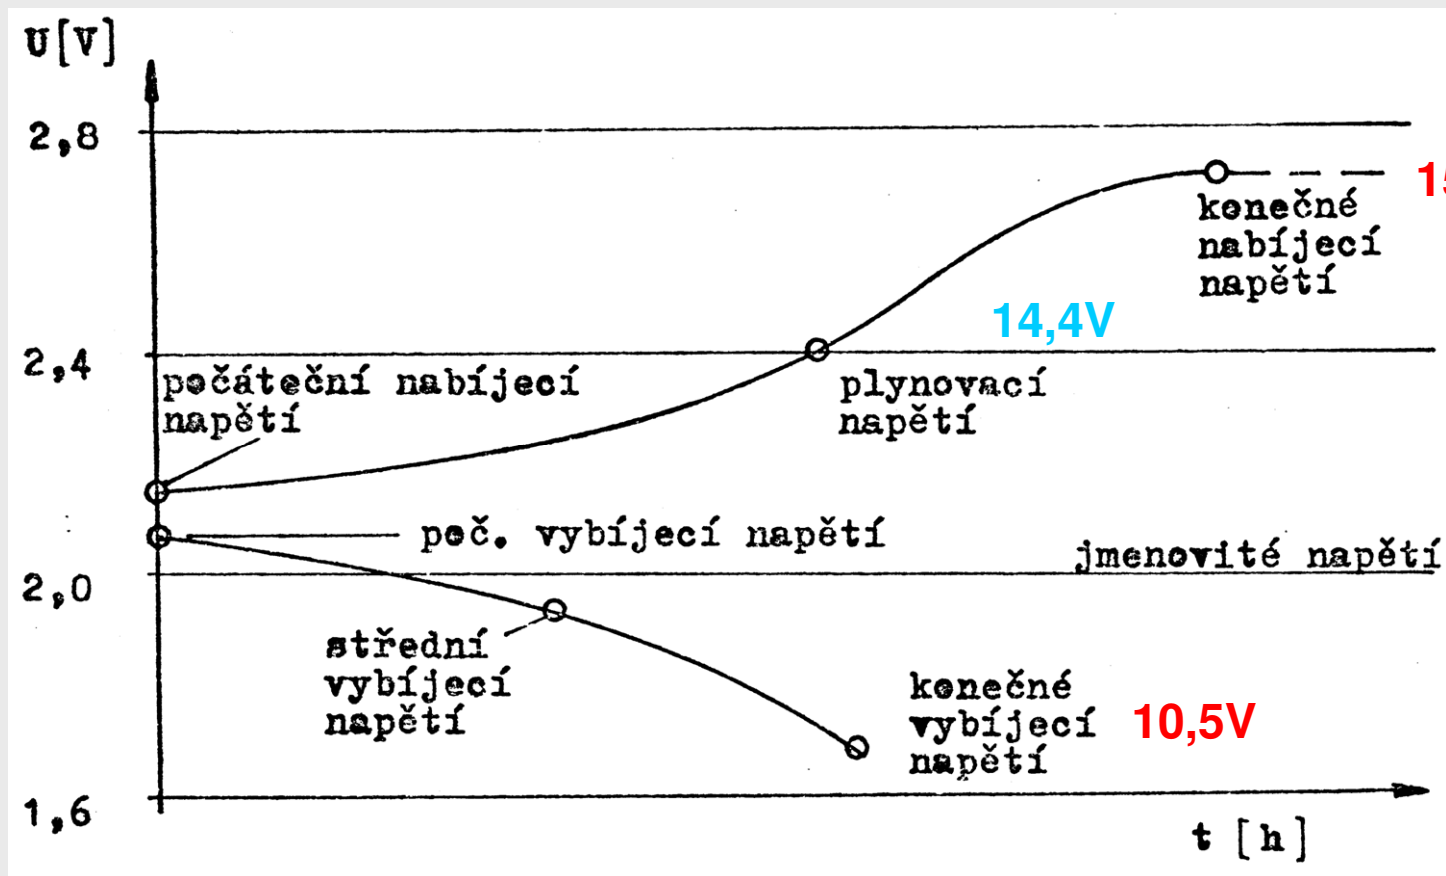 U[V]
2,8
15
konečné
nabíjecí
napětí
14,4V
2,4
počáteční nabíjecí
napětí
plynovací
napětí
poč. vybíjecí napětí
jmenovité napětí
2,0
střední
vybíjecí
napětí
konečné
vybíjecí
napětí
10,5V
1,6
t [h]